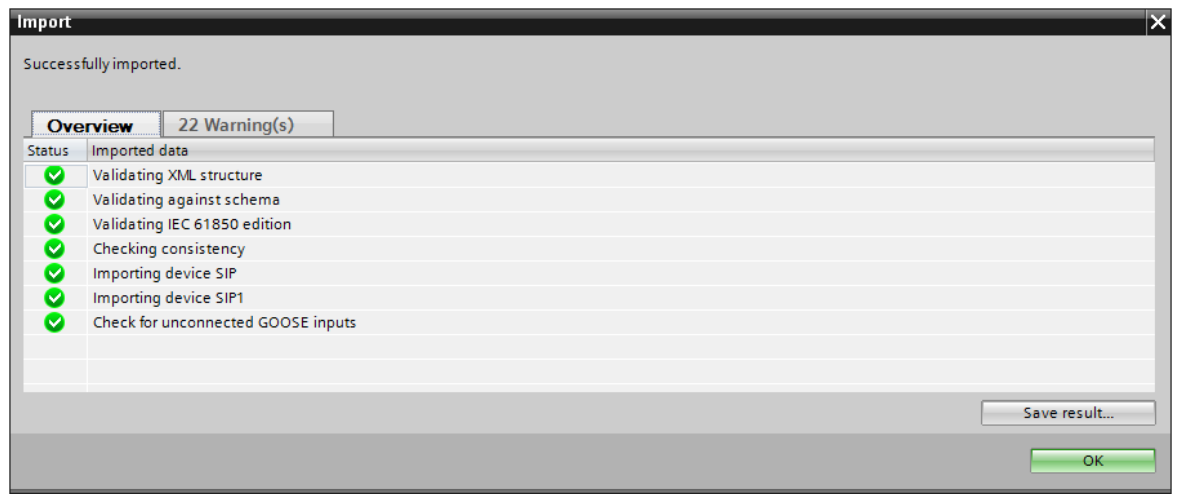 Import
Successfully imported.
Overview 22 Warning(s)
Status Imported data
Validating XML structure
Validating against schema
Validating IEC 61850 edition
Checking consistency
Importing device SIP
Importing device SIP1
Check for unconnected GOOSE inputs
Save result...
OK